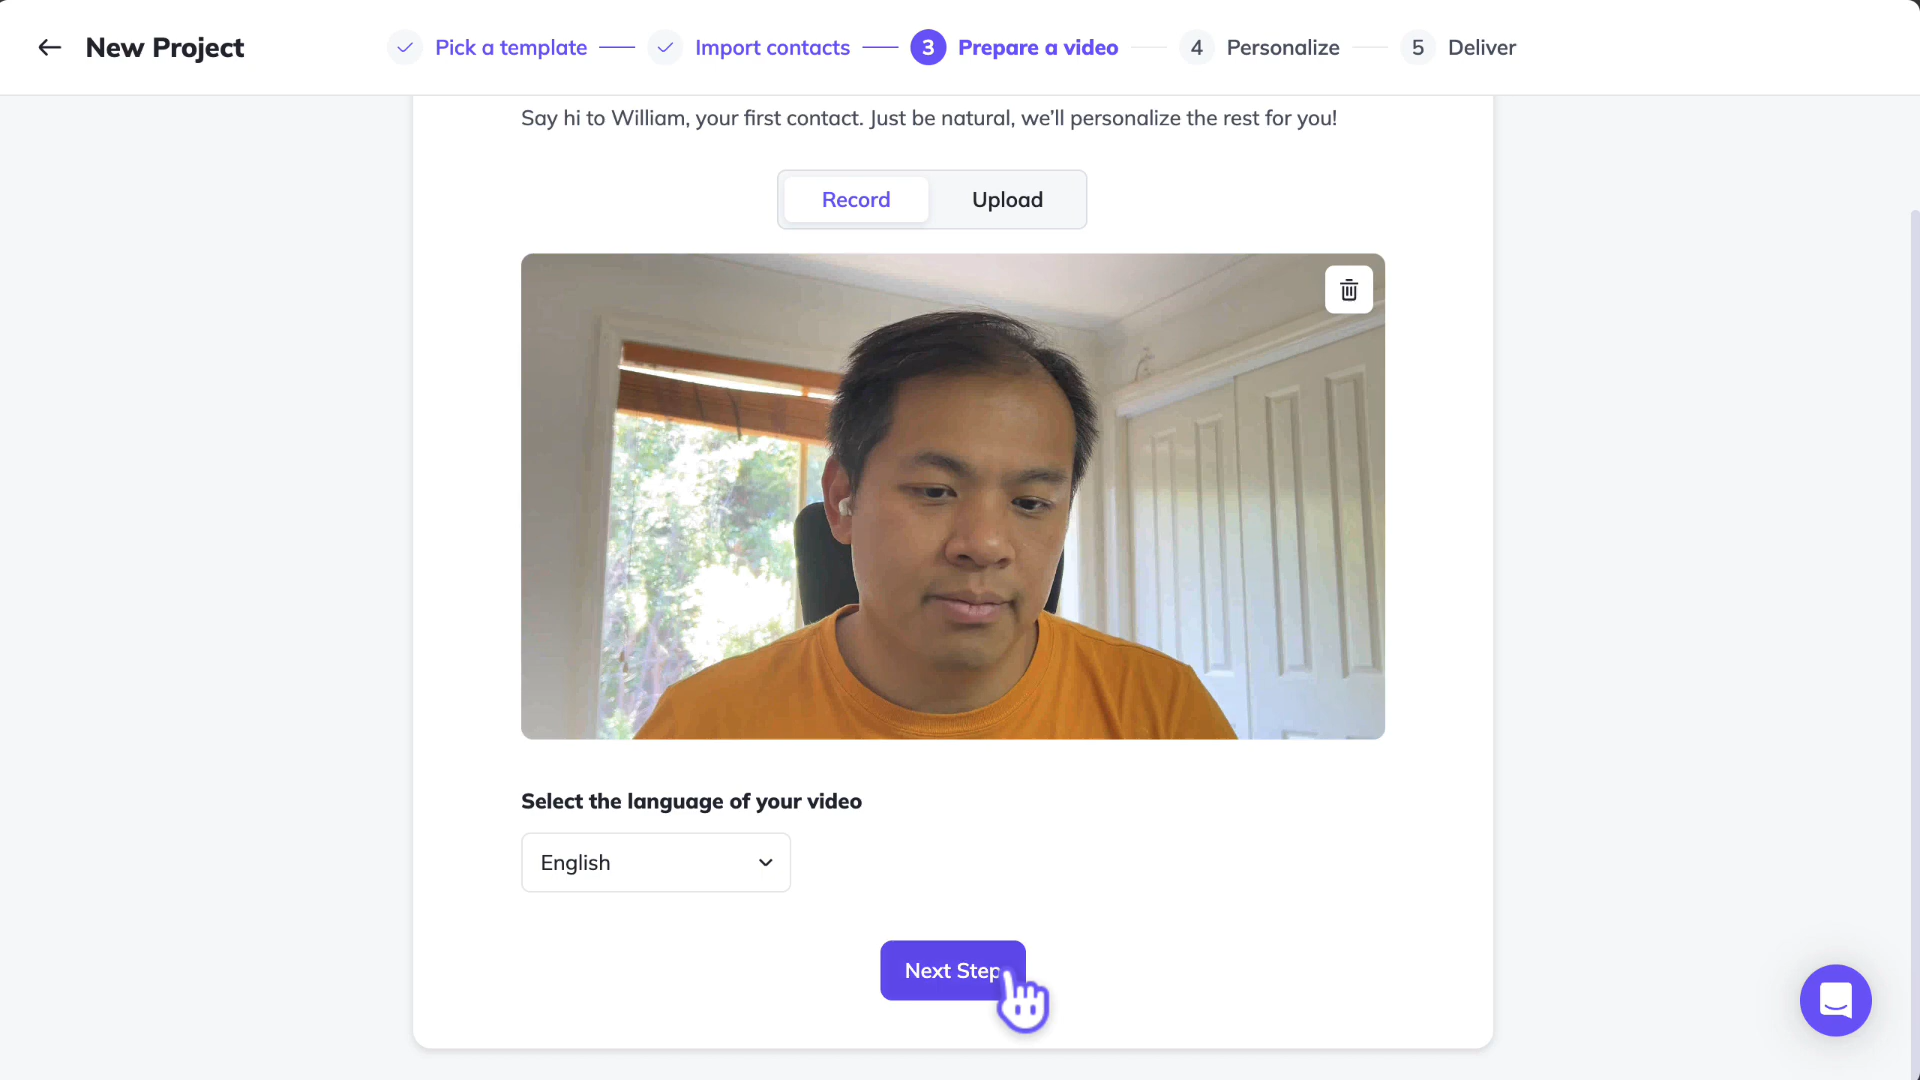 New Project
Pick a template
Import contacts
3 Prepare a video
4 Personalize
5 Deliver
Say hi to William, your first contact. Just be natural, we’ll personalize the rest for you!
Record
Upload
Select the language of your video
English
Next Step